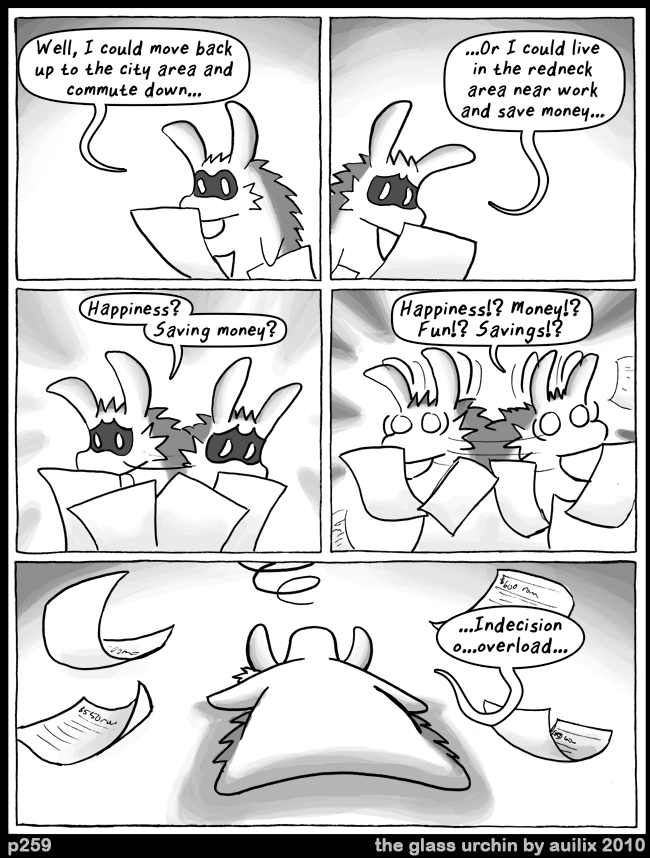 Well, I could move back
up to the city area and
commute down...
...Or I could live
in the redneck
area near work
and save money...
Happiness?
Saving money?
Happiness!? Money!?
Fun!? Savings!?
$600
...Indecision
o...overload...
$550
p259
the glass urchin by auilix 2010